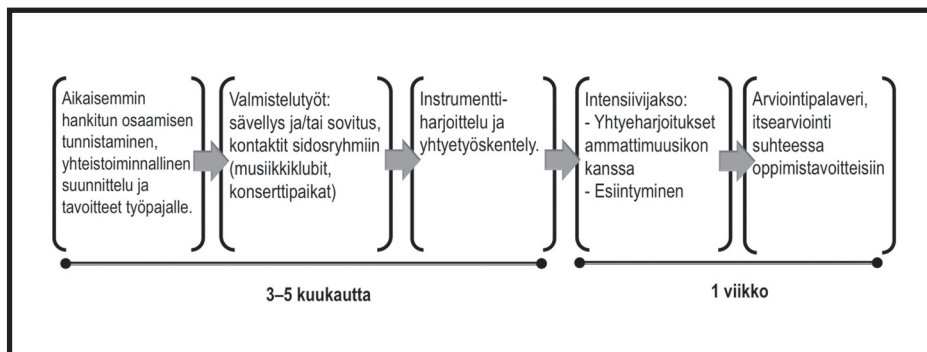 Aikaisemmin
hankitun osaamisen
tunnistaminen,
yhteistoiminnallinen
suunnittelu ja
tavoitteet työpajalle.
Valmistelutyöt:
sävellys ja/tai sovitus,
kontaktit sidosryhmiin
(musiikkiklubit,
konserttipaikat)
Instrumentti-
harjoittelu ja
yhtyetyöskentely.
Intensiivijakso:
- Yhtyeharjoitukset
ammattimuusikon
kanssa
- Esiintyminen
Arviointipalaveri,
itsearviointi
suhteessa
oppimistavoitteisiin
3–5 kuukautta
1 viikko